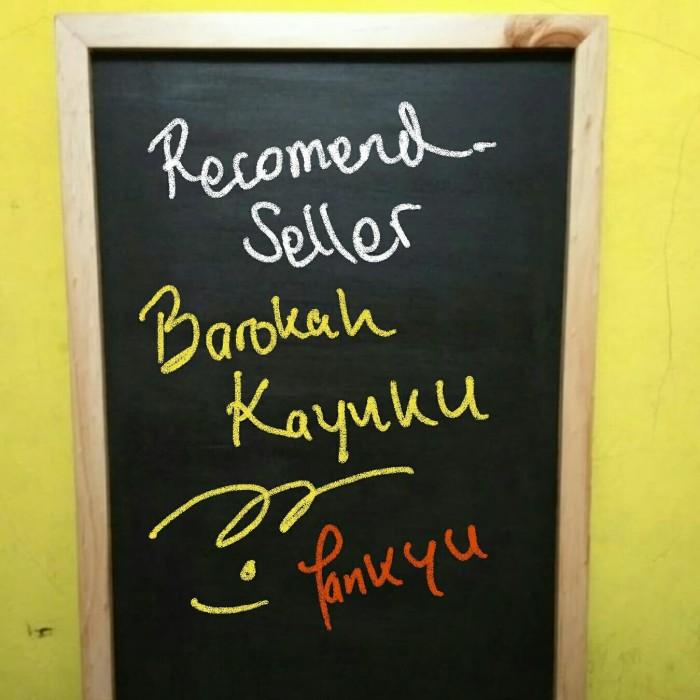 Recomend
Seller
Barokah
Kayuku
Tankyu